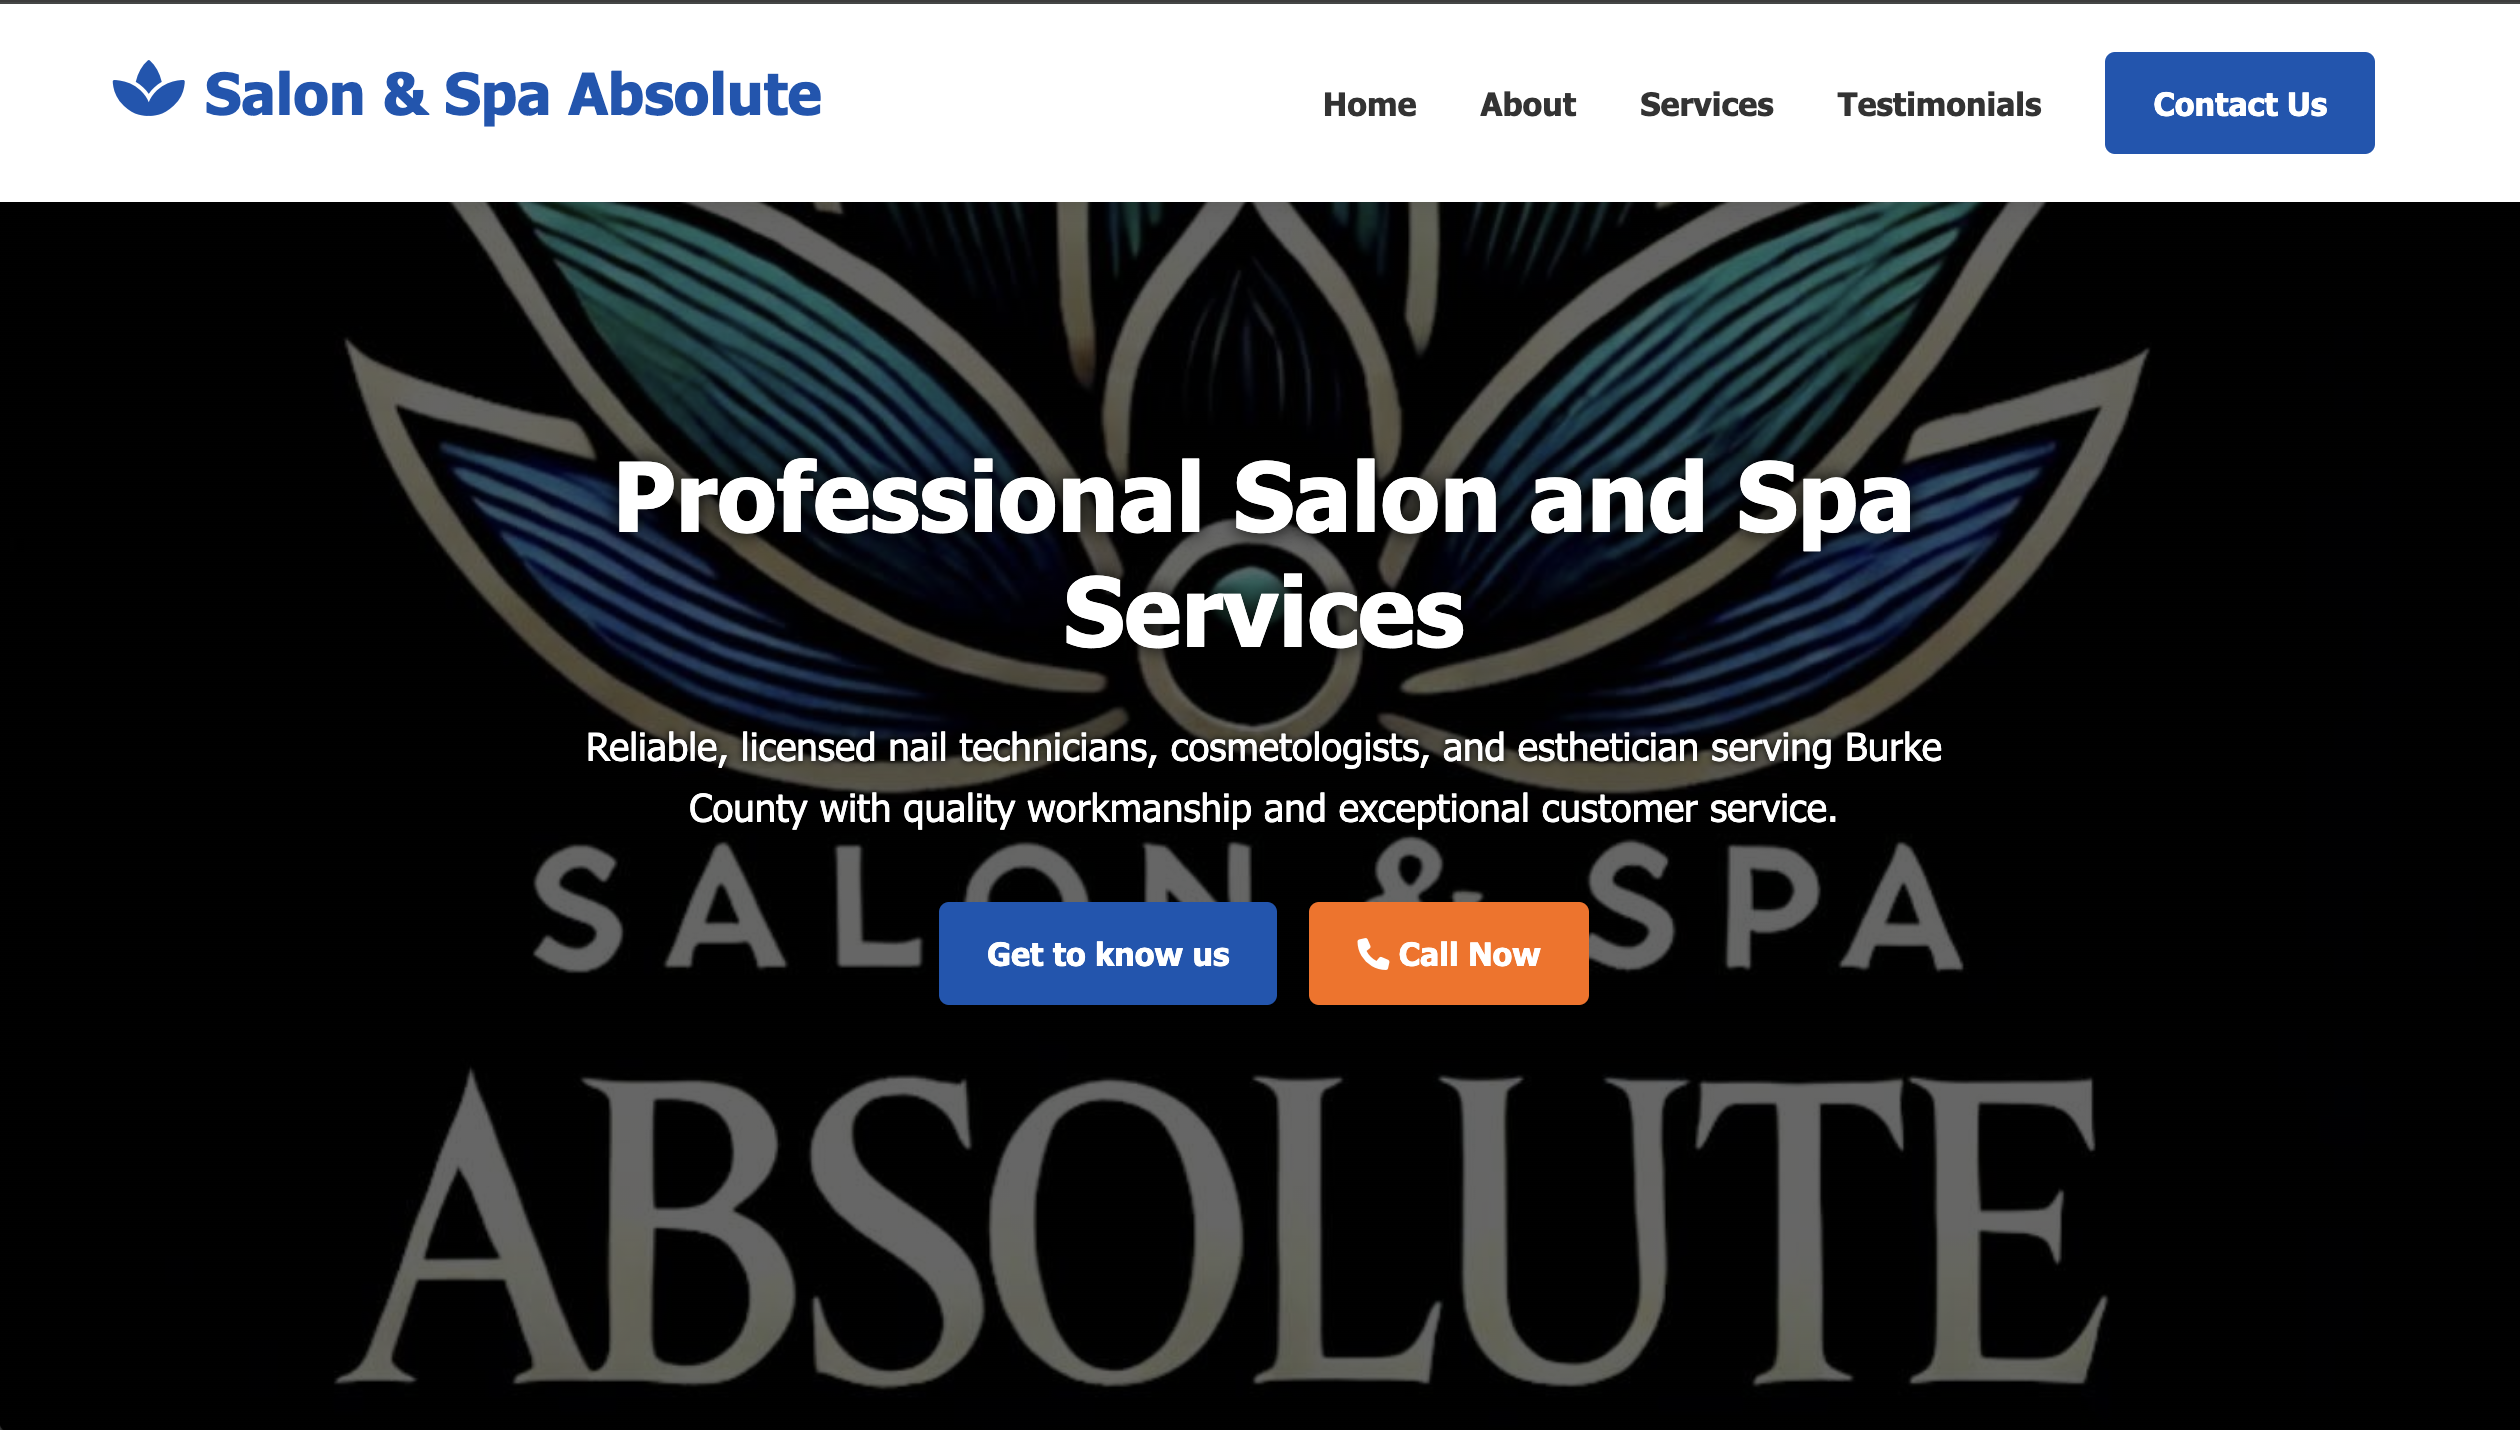 Salon & Spa Absolute
Home
About
Services
Testimonials
Contact Us
Professional Salon and Spa
Services
Reliable, licensed nail technicians, cosmetologists, and esthetician serving Burke
County with quality workmanship and exceptional customer service.
SALON & SPA
Get to know us
Call Now
ABSOLUTE